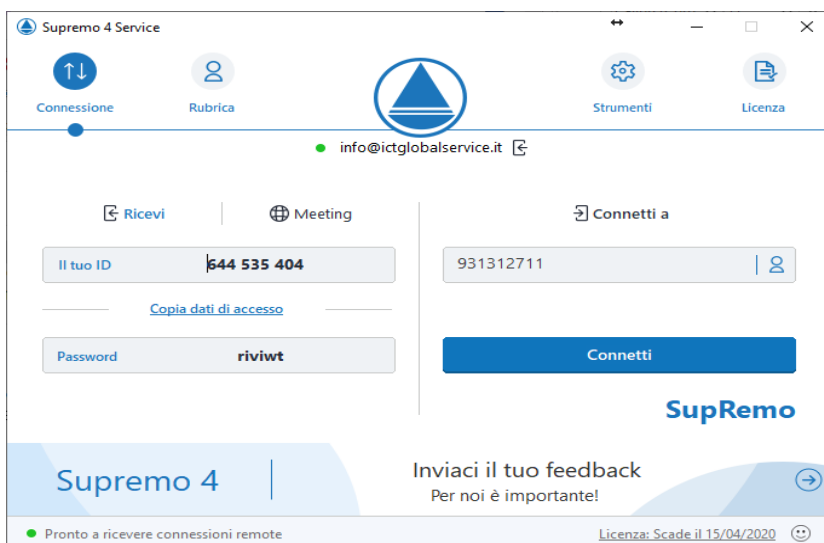 Supremo 4 Service
Connessione
Rubrica
Strumenti
Licenza
info@ictglobalservice.it
Ricevi
Meeting
Il tuo ID 644 535 404
Copia dati di accesso
Password riviwt
Connetti a
931312711
Connetti
SupRemo
Supremo 4
Inviaci il tuo feedback
Per noi è importante!
Pronto a ricevere connessioni remote
Licenza: Scade il 15/04/2020